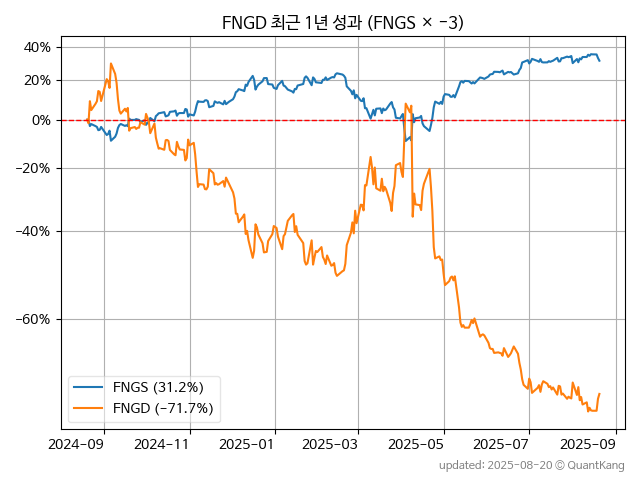 FNGD 최근 1년 성과 (FNGS × −3)
40%
20%
0%
−20%
−40%
−60%
FNGS (31.2%)
FNGD (−71.7%)
2024−09 2024−11 2025−01 2025−03 2025−05 2025−07 2025−09
updated: 2025-08-20 © QuantKang